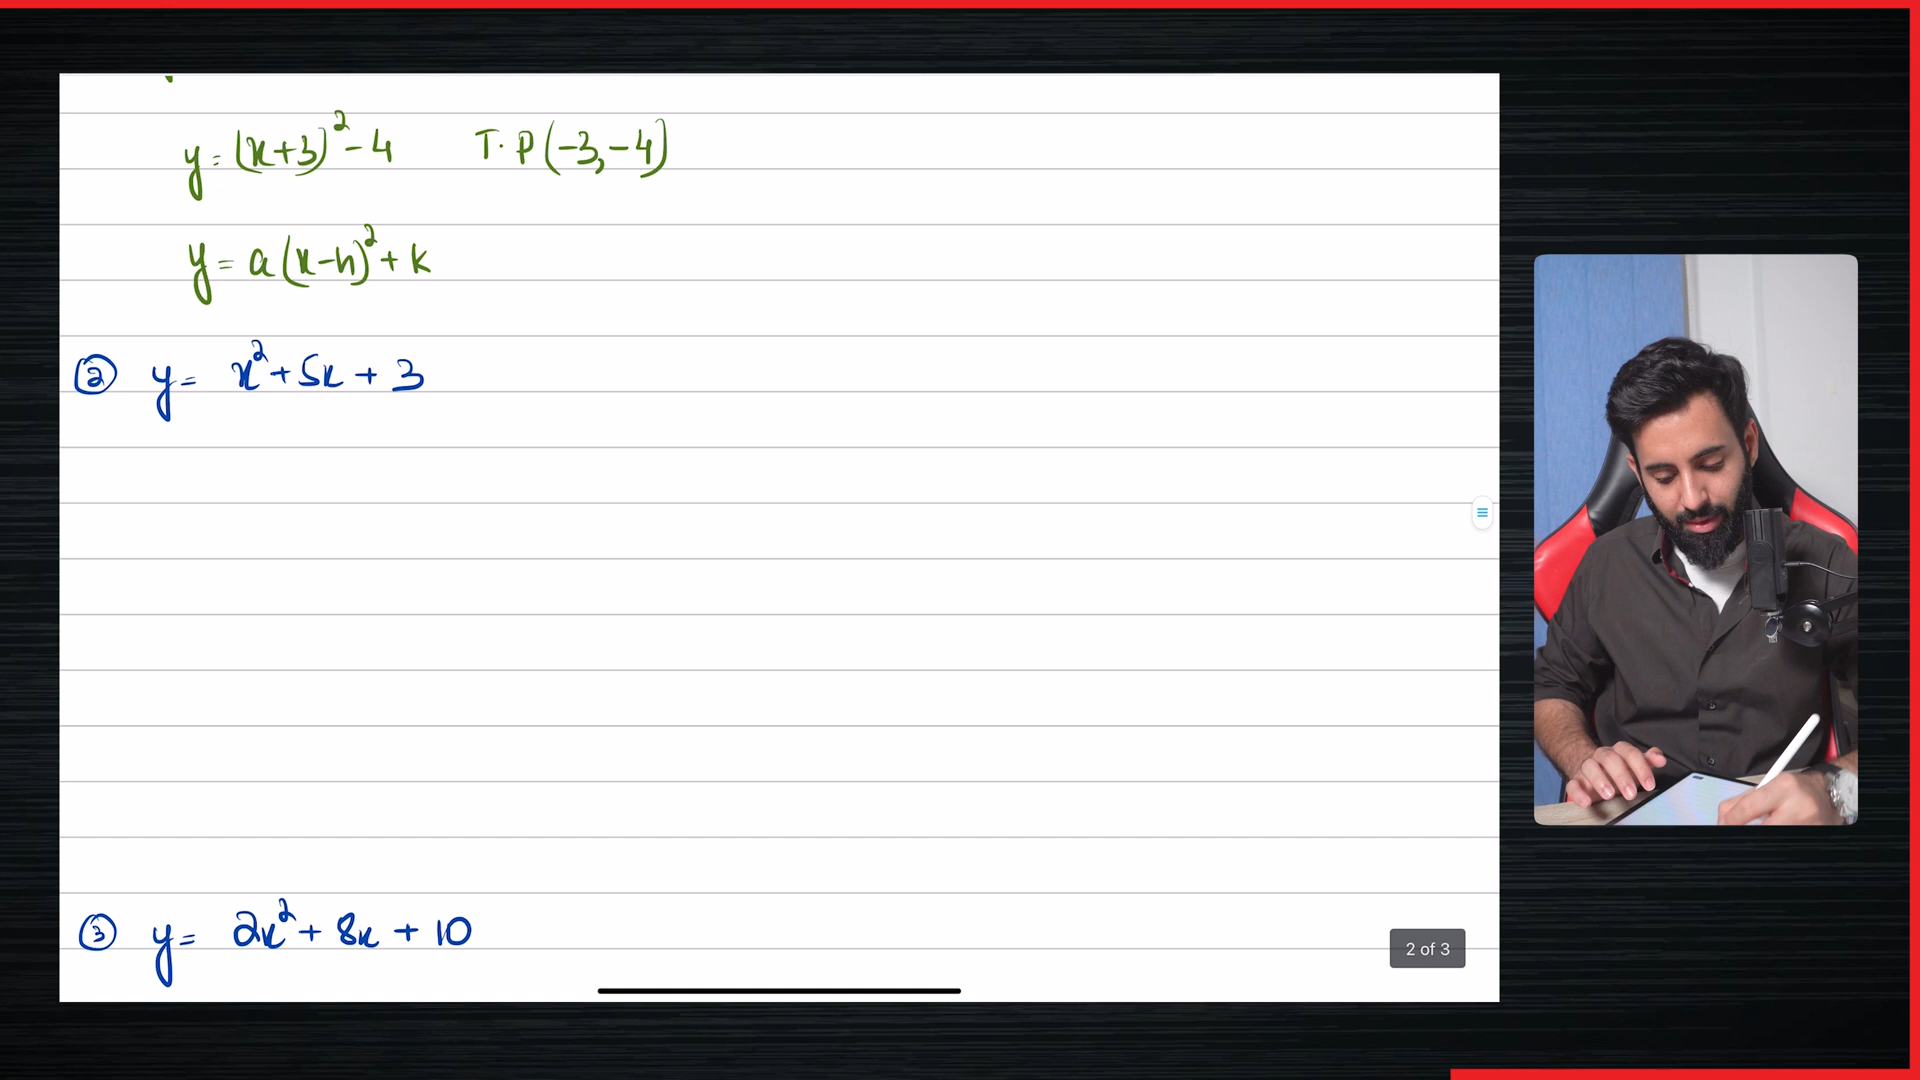 y = (x+3)² - 4 T.P (-3, -4)
y = a(x-h)² + k
② y = x² + 5x + 3
③ y = 2x² + 8x + 10
2 of 3